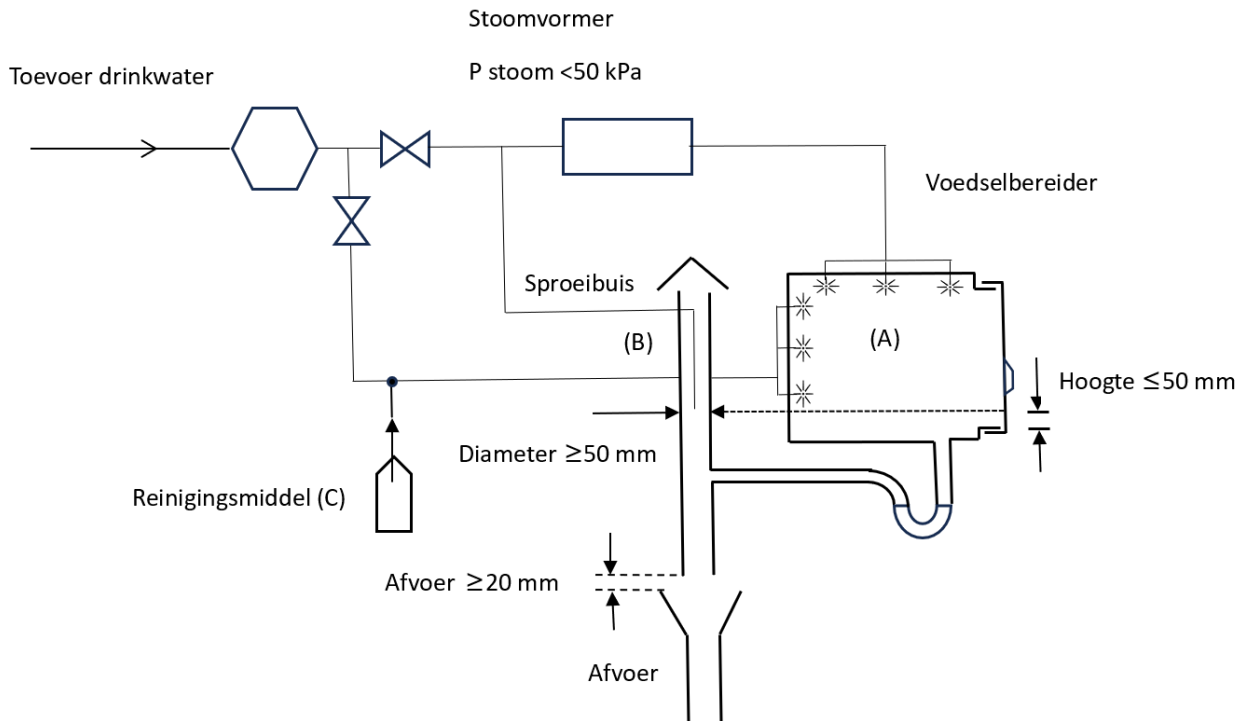 Stoomvormer
P stoom <50 kPa
Toevoer drinkwater
Voedselbereider
Sproeibuis
(B)
(A)
Hoogte ≤50 mm
Diameter ≥50 mm
Reinigingsmiddel (C)
Afvoer ≥20 mm
Afvoer